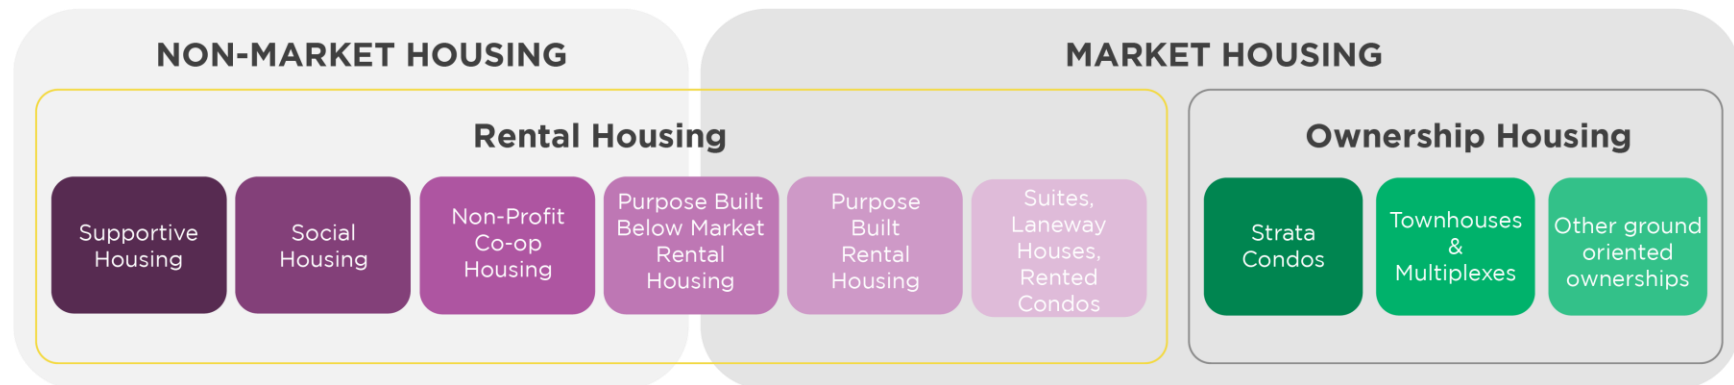 NON-MARKET HOUSING
MARKET HOUSING
Rental Housing
Ownership Housing
Supportive
Housing
Social
Housing
Non-Profit
Co-op
Housing
Purpose Built
Below Market
Rental
Housing
Purpose
Built
Rental
Housing
Suites,
Laneway
Houses,
Rented
Condos
Strata
Condos
Townhouses
&
Multiplexes
Other ground
oriented
ownerships